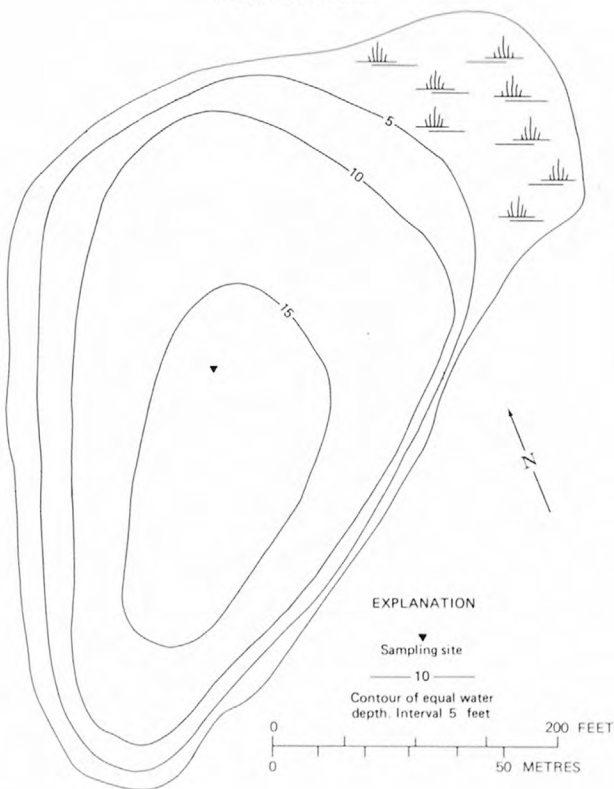 5
10
15
N
EXPLANATION
Sampling site
10
Contour of equal water
depth. Interval 5 feet
0 200 FEET
0 50 METRES